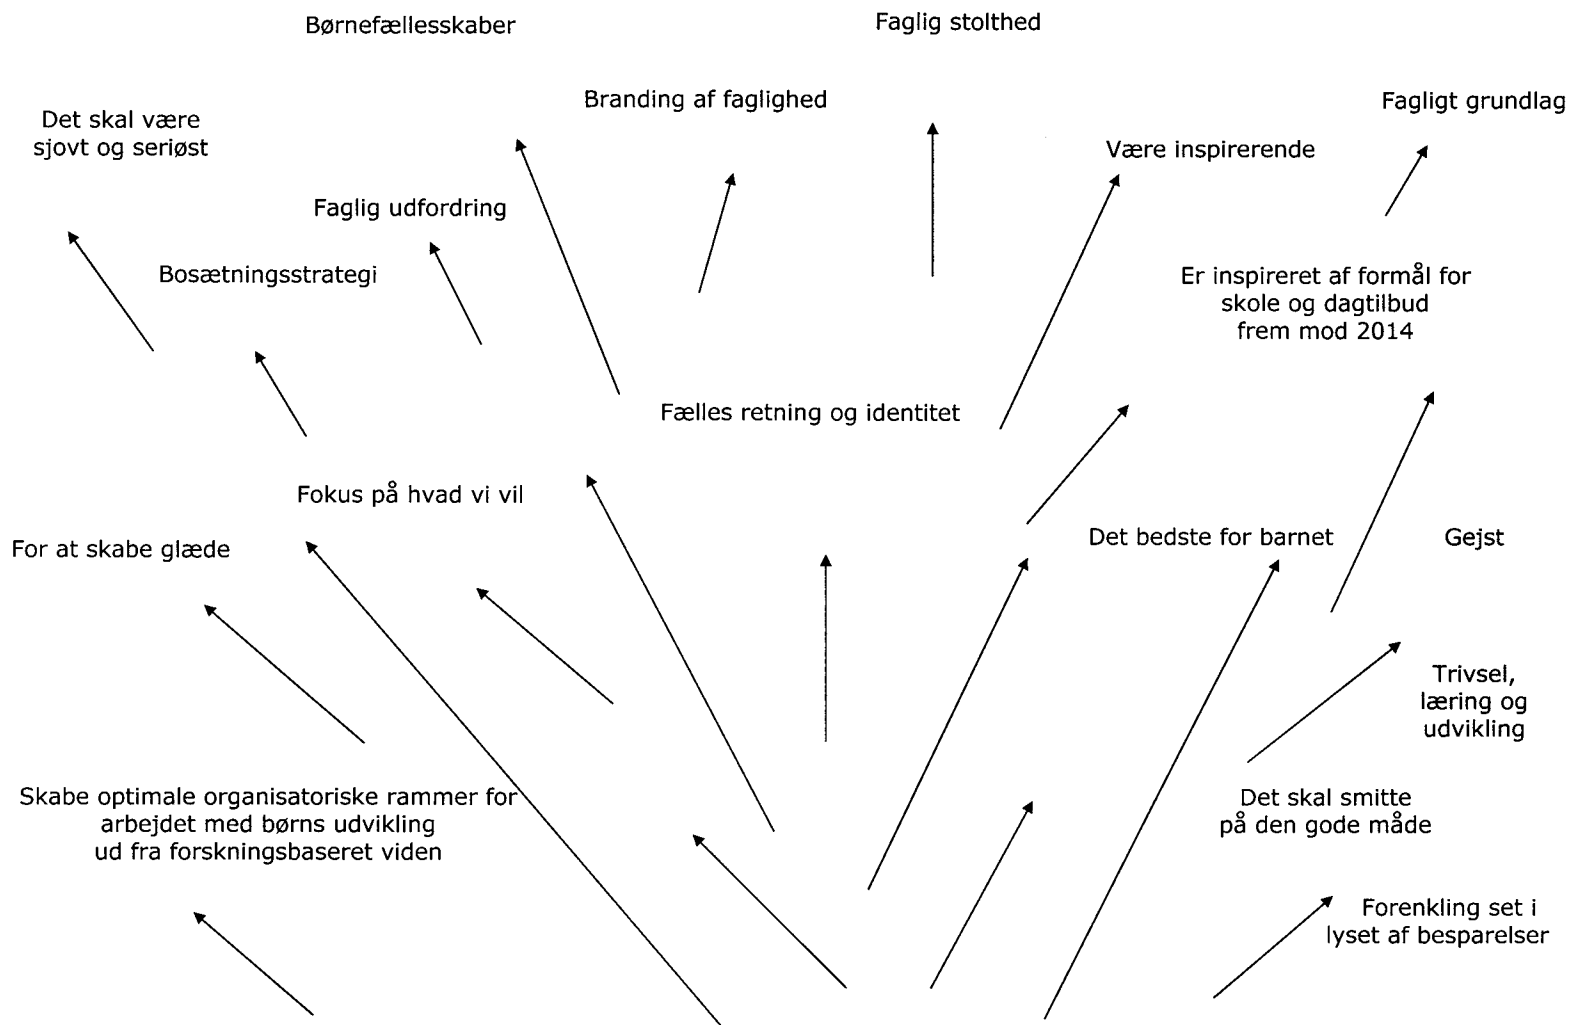 Børnefællesskaber
Faglig stolthed
Branding af faglighed
Fagligt grundlag
Det skal være
sjovt og seriøst
Være inspirerende
Faglig udfordring
Bosætningsstrategi
Er inspireret af formål for
skole og dagtilbud
frem mod 2014
Fælles retning og identitet
Fokus på hvad vi vil
For at skabe glæde
Det bedste for barnet
Gejst
Trivsel,
læring og
udvikling
Skabe optimale organisatoriske rammer for
arbejdet med børns udvikling
ud fra forskningsbaseret viden
Det skal smitte
på den gode måde
Forenkling set i
lyset af besparelser